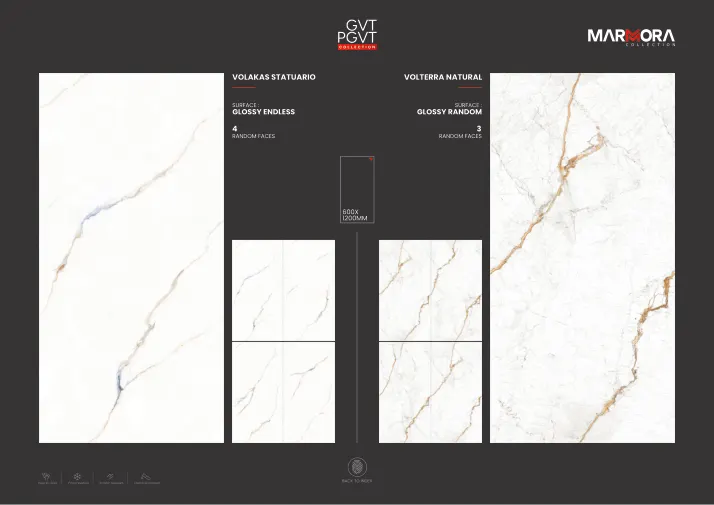 GVT
PGVT
COLLECTION
MARMORA
COLLECTION
VOLAKAS STATUARIO
SURFACE :
GLOSSY ENDLESS
4
RANDOM FACES
VOLTERRA NATURAL
SURFACE :
GLOSSY RANDOM
3
RANDOM FACES
600X
1200MM
BACK TO INDEX